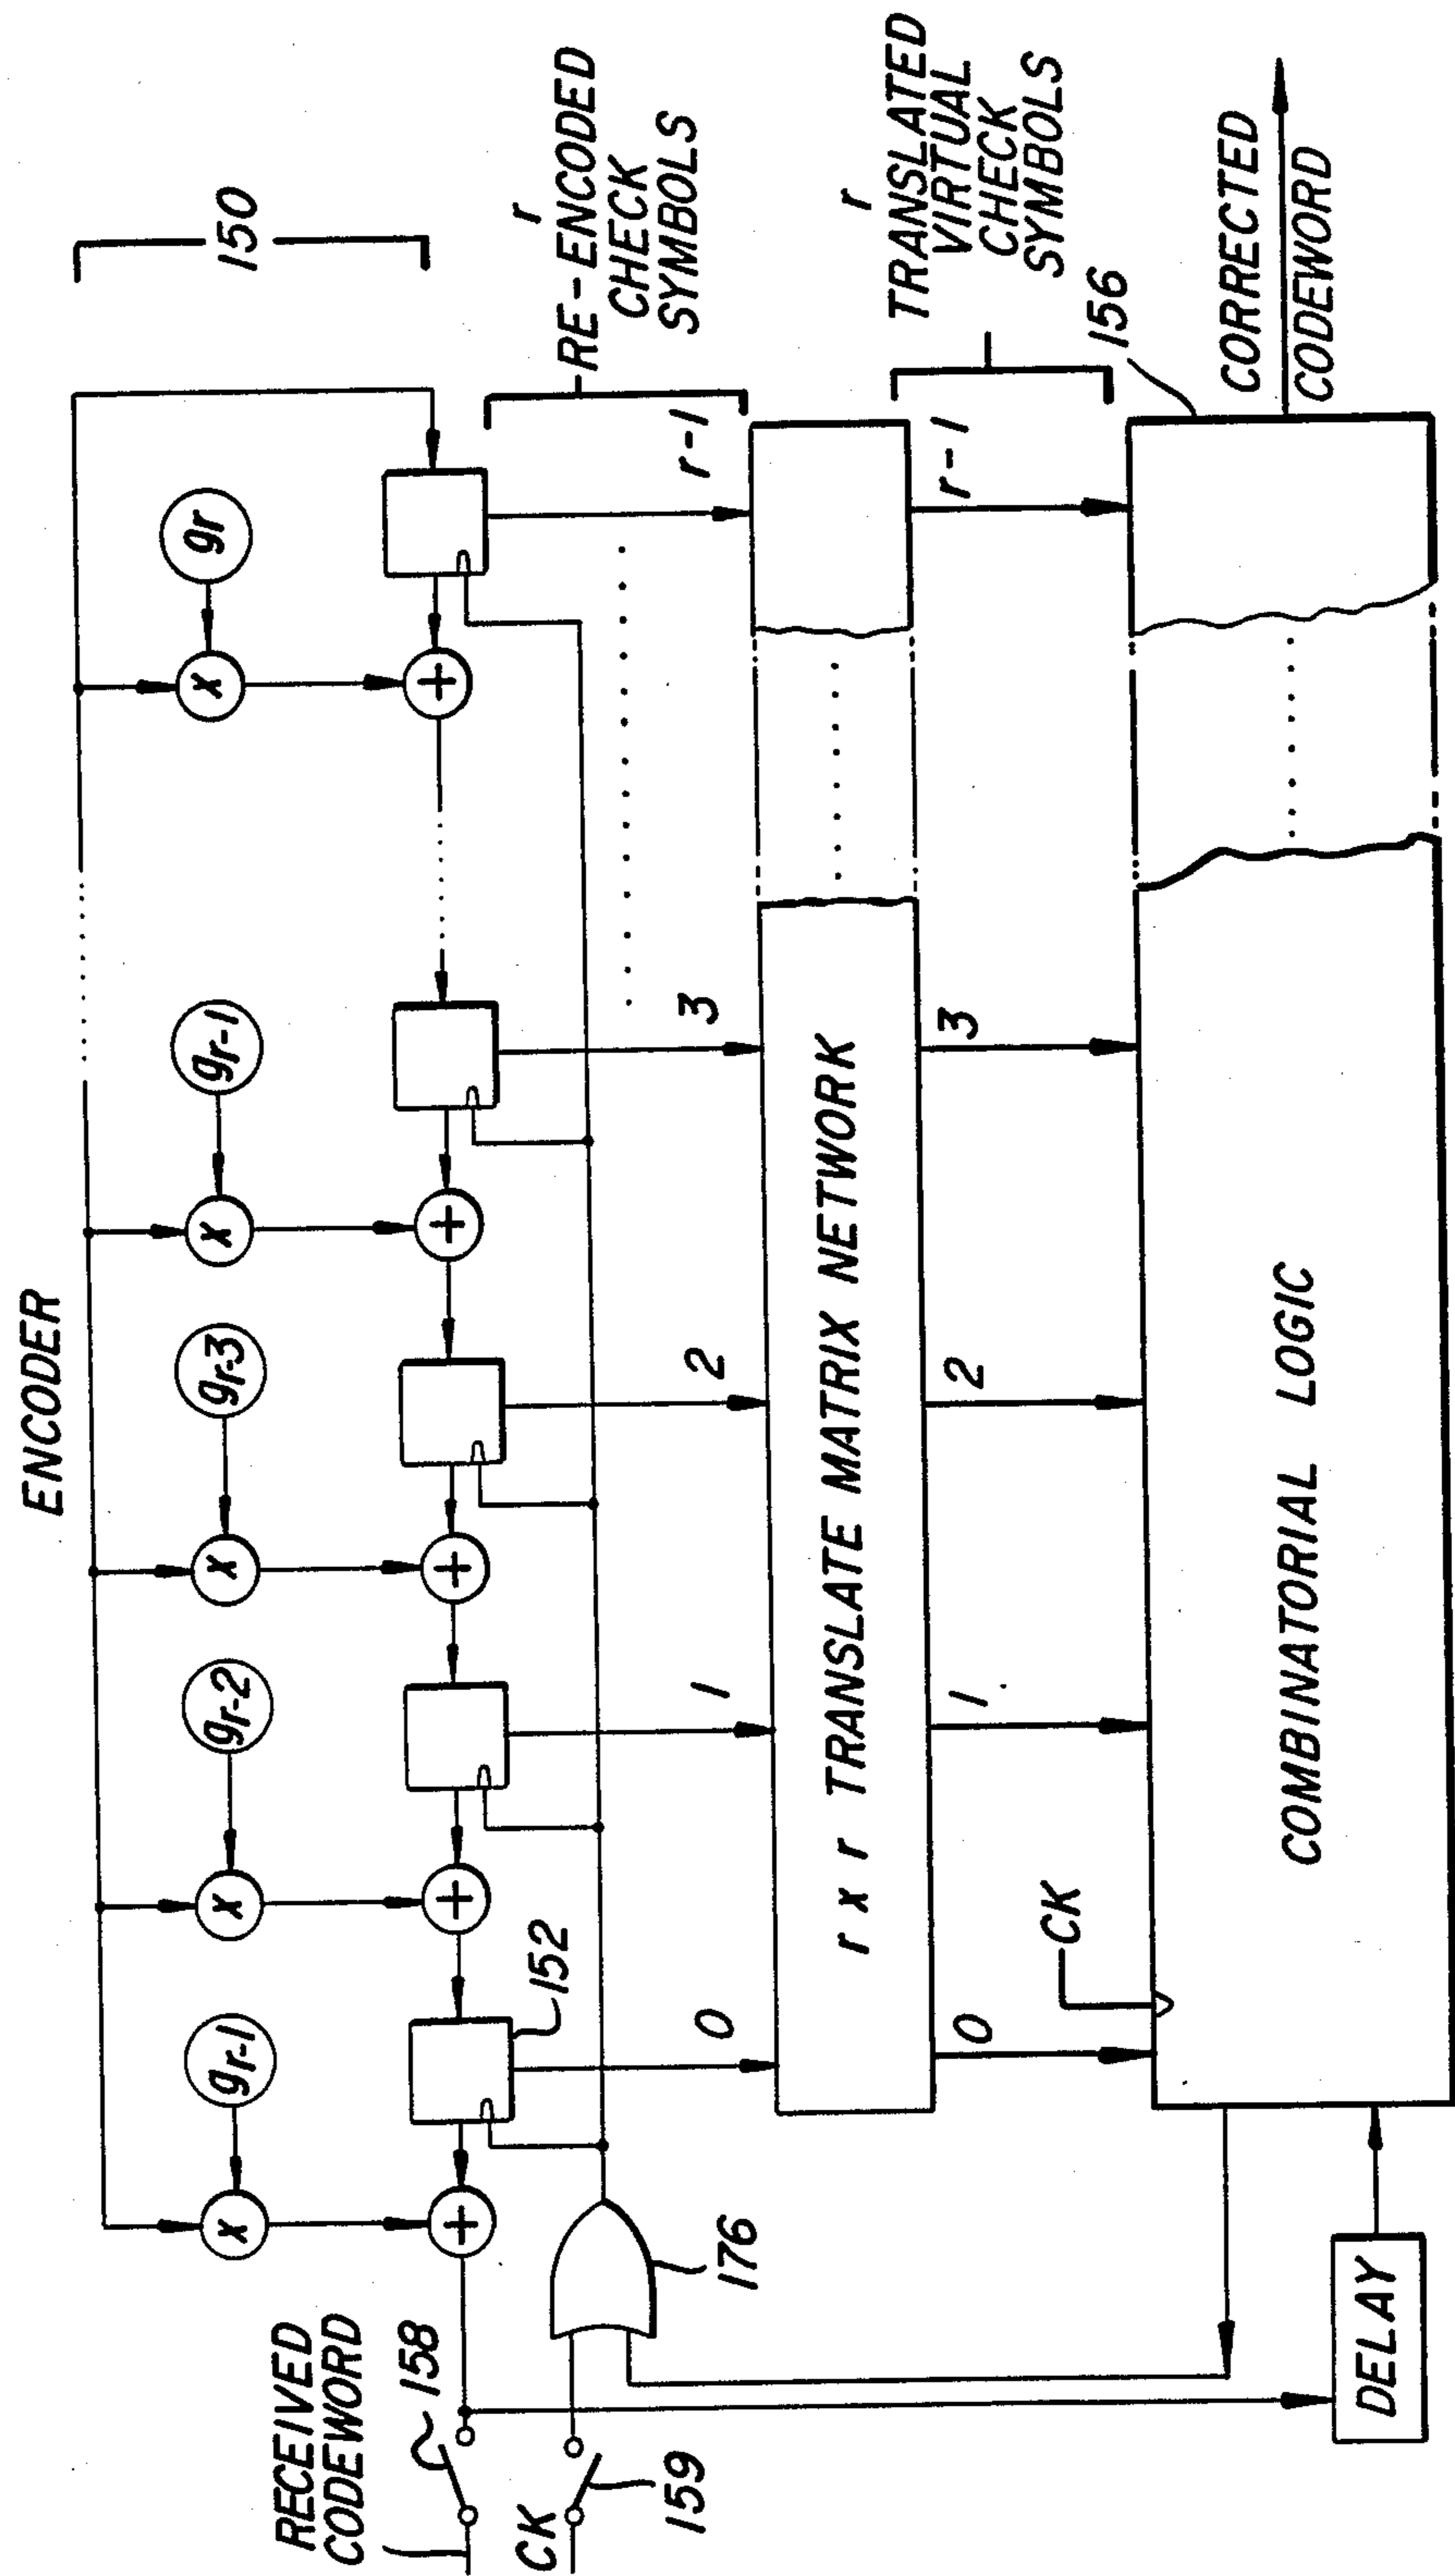 ENCODER
150
gr-1
gr-2
gr-3
gr-1
gr
x
x
x
x
x
+
+
+
+
+
152
RECEIVED
CODEWORD
158
CK
159
176
0
1
2
3
r-1
r
RE-ENCODED
CHECK
SYMBOLS
r x r TRANSLATE MATRIX NETWORK
0
1
2
3
r-1
r
TRANSLATED
VIRTUAL
CHECK
SYMBOLS
CK
156
COMBINATORIAL LOGIC
DELAY
CORRECTED
CODEWORD